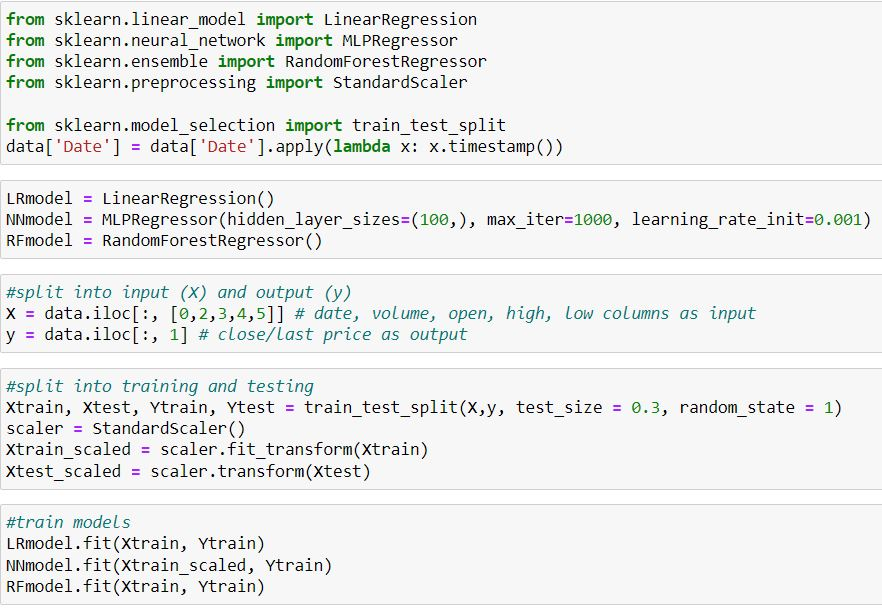 from sklearn.linear_model import LinearRegression
from sklearn.neural_network import MLPRegressor
from sklearn.ensemble import RandomForestRegressor
from sklearn.preprocessing import StandardScaler
from sklearn.model_selection import train_test_split
data['Date'] = data['Date'].apply(lambda x: x.timestamp())
LRmodel = LinearRegression()
NNmodel = MLPRegressor(hidden_layer_sizes=(100,), max_iter=1000, learning_rate_init=0.001)
RFmodel = RandomForestRegressor()
#split into input (X) and output (y)
X = data.iloc[:, [0,2,3,4,5]] # date, volume, open, high, low columns as input
y = data.iloc[:, 1] # close/last price as output
#split into training and testing
Xtrain, Xtest, Ytrain, Ytest = train_test_split(X,y, test_size = 0.3, random_state = 1)
scaler = StandardScaler()
Xtrain_scaled = scaler.fit_transform(Xtrain)
Xtest_scaled = scaler.transform(Xtest)
#train models
LRmodel.fit(Xtrain, Ytrain)
NNmodel.fit(Xtrain_scaled, Ytrain)
RFmodel.fit(Xtrain, Ytrain)